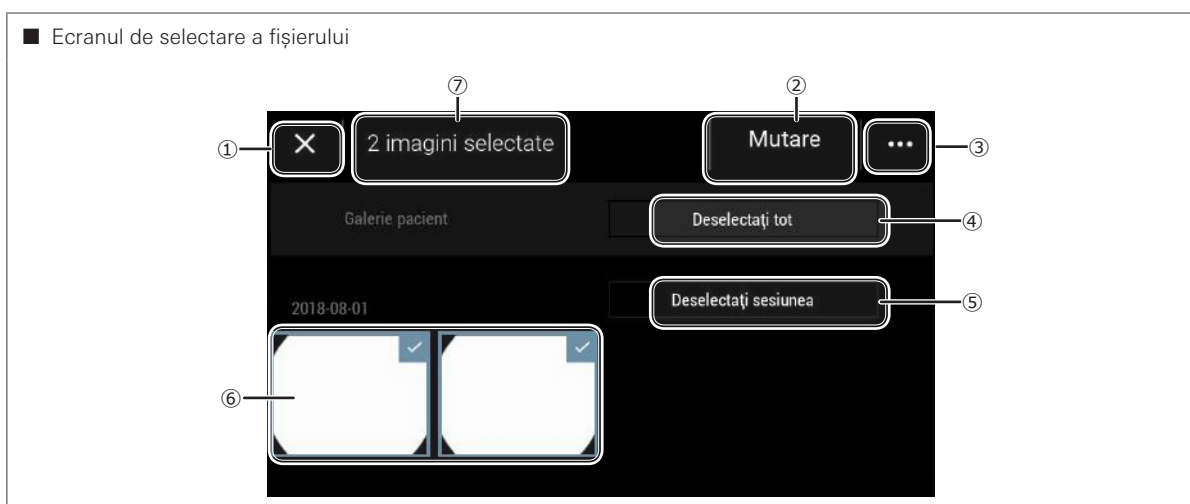 ■ Ecranul de selectare a fișierului
⑦ ②
① 2 imagini selectate Mutare ③
Galerie pacient Deselectați tot ④
2018-08-01 Deselectați sesiunea ⑤
⑥